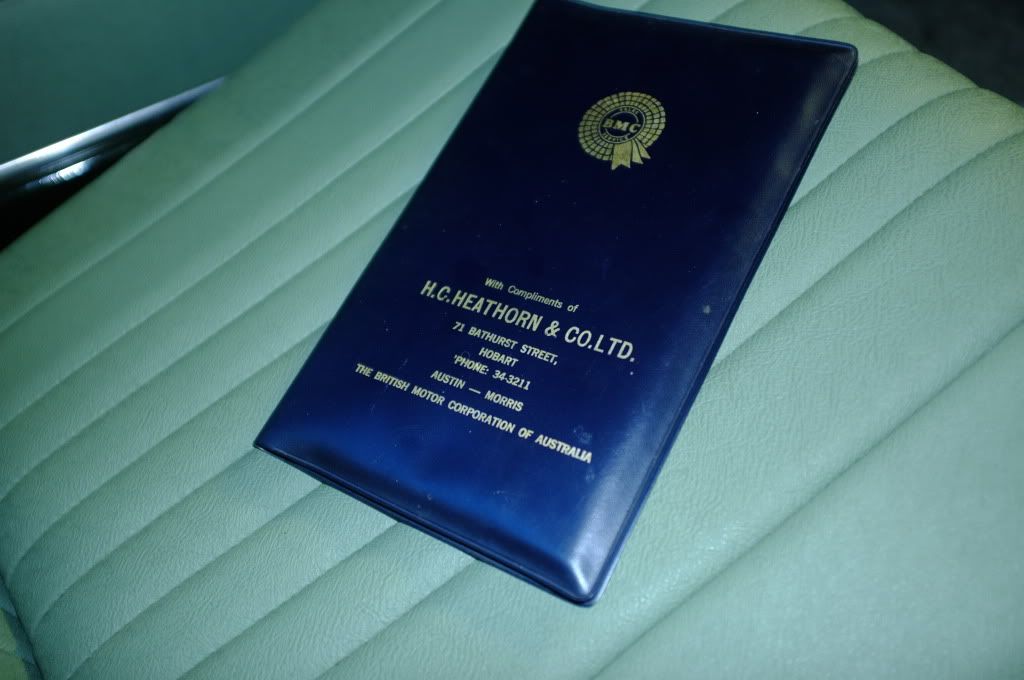 BMC
With Compliments of
H.C.HEATHORN & CO.LTD.
71 BATHURST STREET,
HOBART
'PHONE: 34-3211
AUSTIN — MORRIS
THE BRITISH MOTOR CORPORATION OF AUSTRALIA